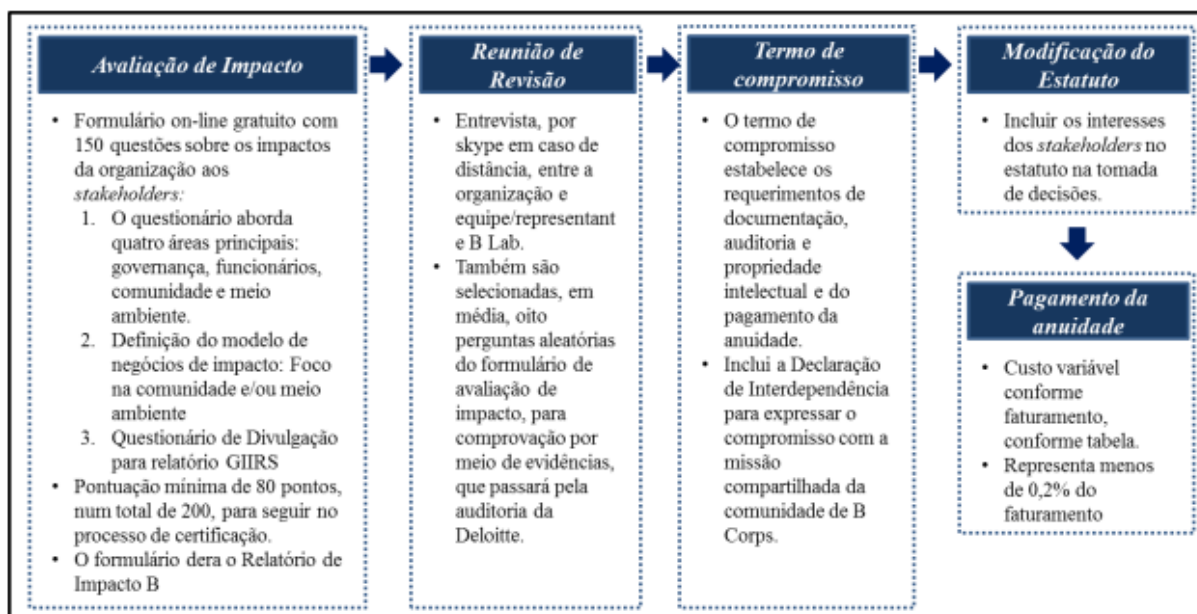 Avaliação de Impacto
• Formulário on-line gratuito com
150 questões sobre os impactos
da organização aos
stakeholders:
1. O questionário aborda
quatro áreas principais:
governança, funcionários,
comunidade e meio
ambiente.
2. Definição do modelo de
negócios de impacto: Foco
na comunidade e/ou meio
ambiente
3. Questionário de Divulgação
para relatório GIIRS
• Pontuação mínima de 80 pontos,
num total de 200, para seguir no
processo de certificação.
• O formulário dera o Relatório de
Impacto B
Reunião de
Revisão
• Entrevista, por
skype em caso de
distância, entre a
organização e
equipe/representant
e B Lab.
• Também são
selecionadas, em
média, oito
perguntas aleatórias
do formulário de
avaliação de
impacto, para
comprovação por
meio de evidências,
que passará pela
auditoria da
Deloitte.
Termo de
compromisso
• O termo de
compromisso
estabelece os
requerimentos de
documentação,
auditoria e
propriedade
intelectual e do
pagamento da
anuidade.
• Inclui a Declaração
de Interdependência
para expressar o
compromisso com a
missão
compartilhada da
comunidade de B
Corps.
Modificação do
Estatuto
• Incluir os interesses
dos stakeholders no
estatuto na tomada
de decisões.
Pagamento da
anuidade
• Custo variável
conforme
faturamento,
conforme tabela.
• Representa menos
de 0,2% do
faturamento